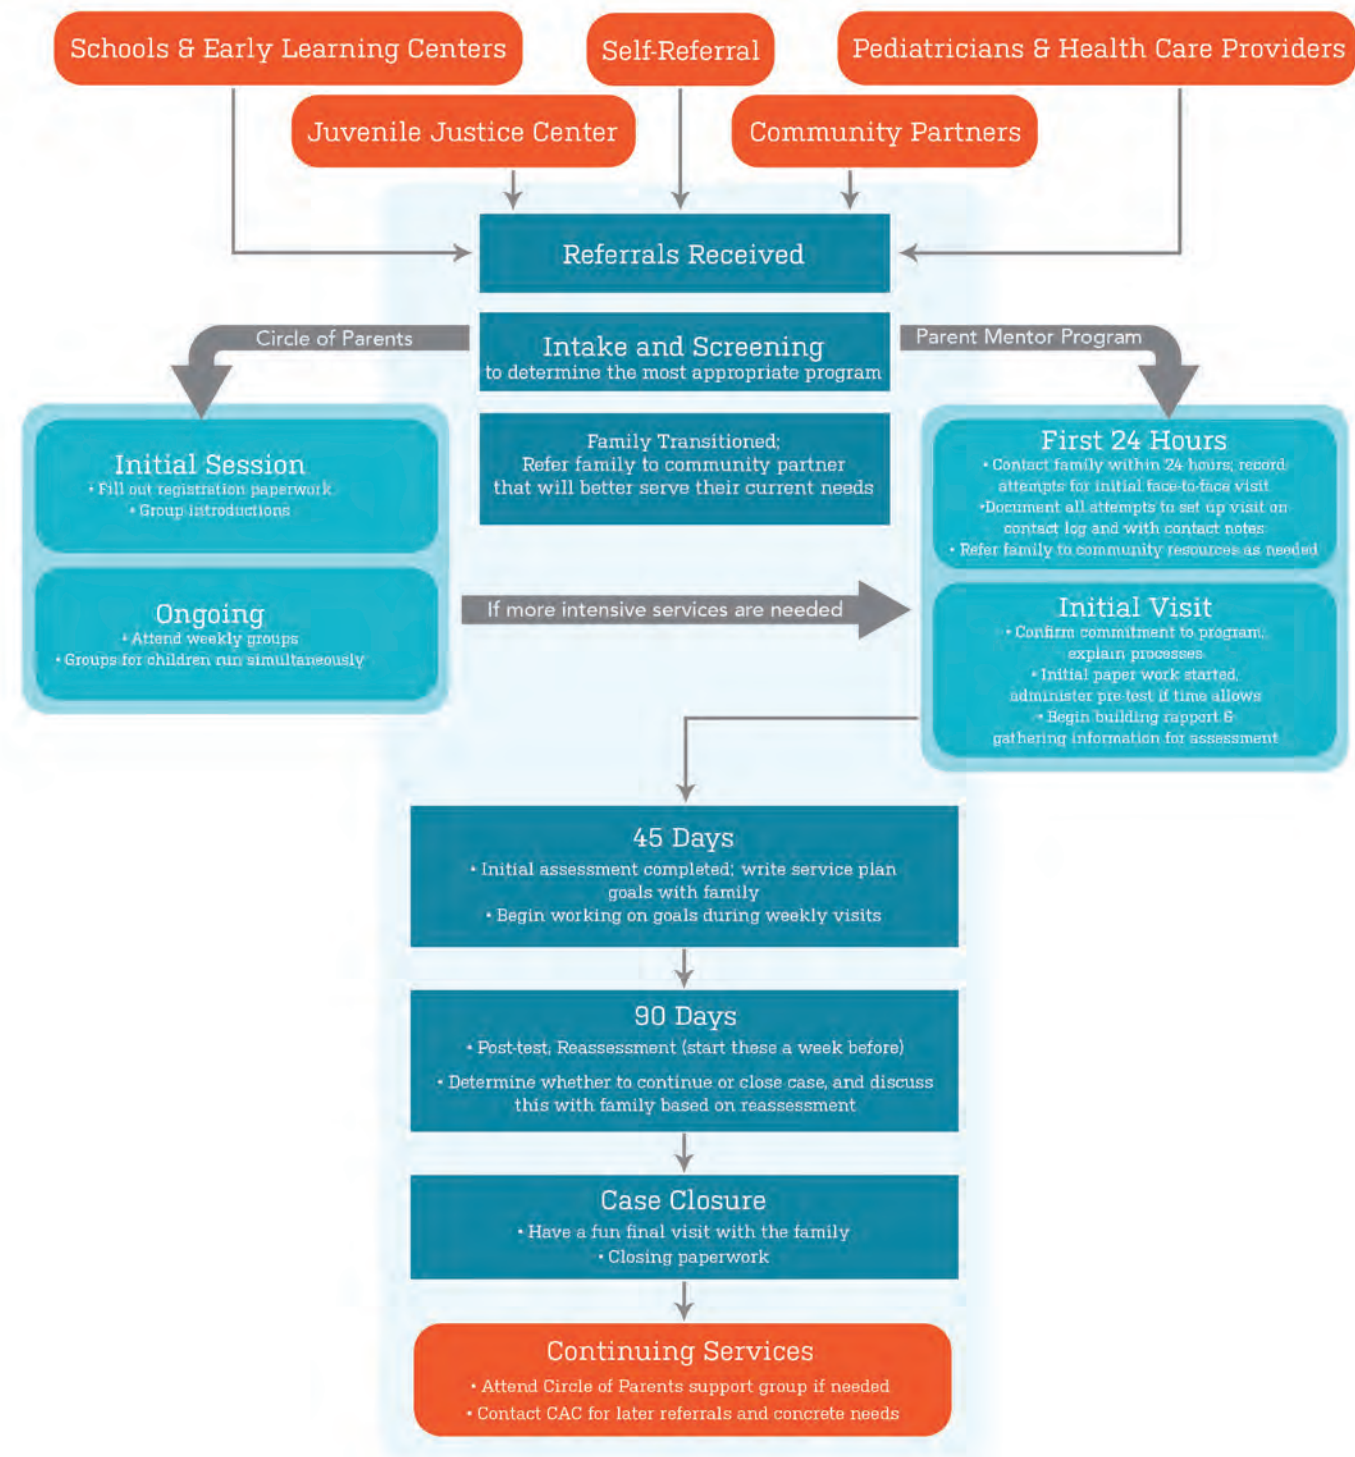 Schools & Early Learning Centers
Self-Referral
Pediatricians & Health Care Providers
Juvenile Justice Center
Community Partners
Referrals Received
Circle of Parents
Intake and Screening
to determine the most appropriate program
Parent Mentor Program
Family Transitioned;
Refer family to community partner
that will better serve their current needs
Initial Session
• Fill out registration paperwork
• Group introductions
Ongoing
• Attend weekly groups
• Groups for children run simultaneously
If more intensive services are needed
First 24 Hours
• Contact family within 24 hours; record
attempts for initial face-to-face visit
•Document all attempts to set up visit on
contact log and with contact notes
• Refer family to community resources as needed
Initial Visit
• Confirm commitment to program;
explain processes
• Initial paper work started,
administer pre-test if time allows
• Begin building rapport &
gathering information for assessment
45 Days
• Initial assessment completed; write service plan
goals with family
• Begin working on goals during weekly visits
90 Days
• Post-test; Reassessment (start these a week before)
• Determine whether to continue or close case, and discuss
this with family based on reassessment
Case Closure
• Have a fun final visit with the family
• Closing paperwork
Continuing Services
• Attend Circle of Parents support group if needed
• Contact CAC for later referrals and concrete needs